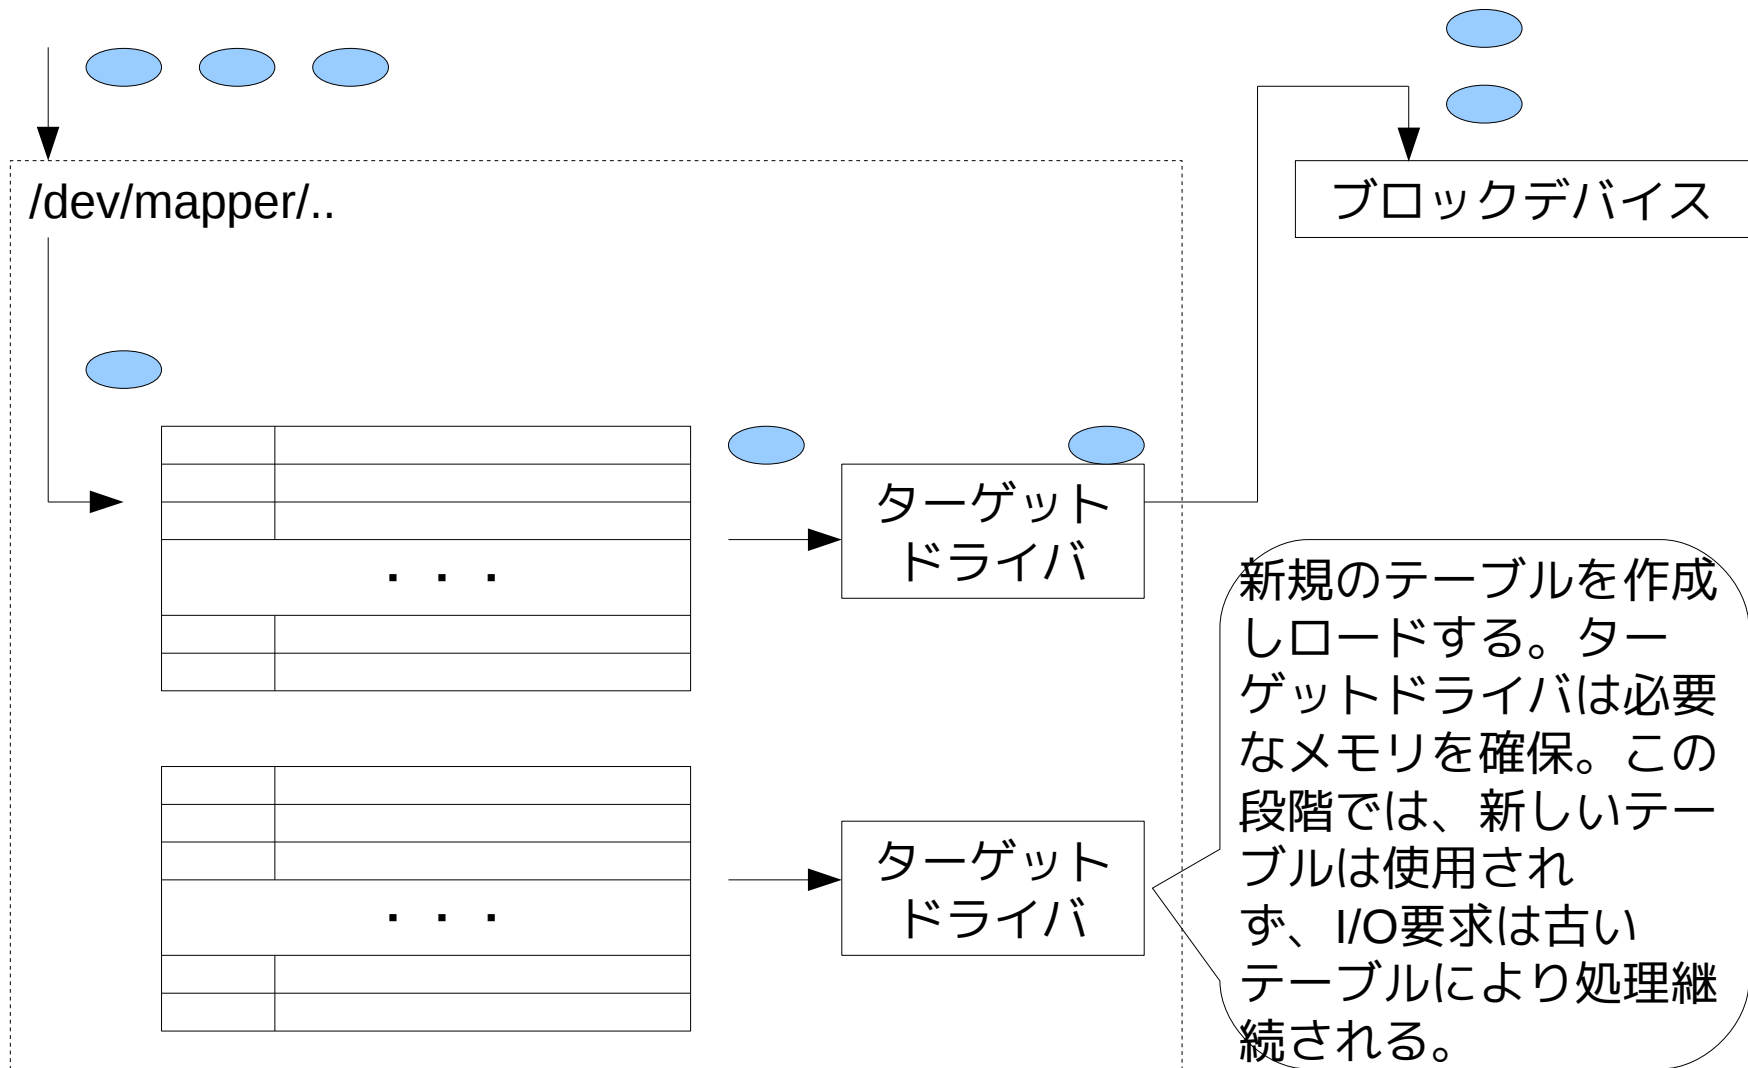 /dev/mapper/..
ブロックデバイス
・・・
ターゲット
ドライバ
・・・
ターゲット
ドライバ
新規のテーブルを作成
しロードする。ター
ゲットドライバは必要
なメモリを確保。この
段階では、新しいテー
ブルは使用され
ず、I/O要求は古い
テーブルにより処理継
続される。